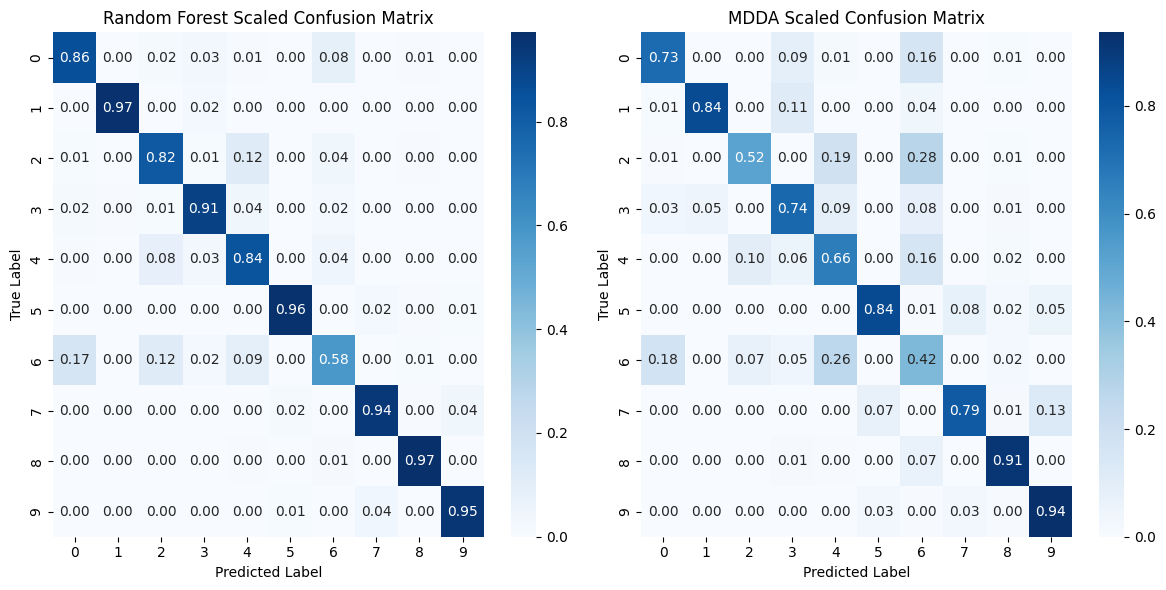 Random Forest Scaled Confusion Matrix
True Label
0 0.86 0.00 0.02 0.03 0.01 0.00 0.08 0.00 0.01 0.00
1 0.00 0.97 0.00 0.02 0.00 0.00 0.00 0.00 0.00 0.00
2 0.01 0.00 0.82 0.01 0.12 0.00 0.04 0.00 0.00 0.00
3 0.02 0.00 0.01 0.91 0.04 0.00 0.02 0.00 0.00 0.00
4 0.00 0.00 0.08 0.03 0.84 0.00 0.04 0.00 0.00 0.00
5 0.00 0.00 0.00 0.00 0.00 0.96 0.00 0.02 0.00 0.01
6 0.17 0.00 0.12 0.02 0.09 0.00 0.58 0.00 0.01 0.00
7 0.00 0.00 0.00 0.00 0.00 0.02 0.00 0.94 0.00 0.04
8 0.00 0.00 0.00 0.00 0.00 0.00 0.01 0.00 0.97 0.00
9 0.00 0.00 0.00 0.00 0.00 0.01 0.00 0.04 0.00 0.95
0 1 2 3 4 5 6 7 8 9
Predicted Label
0.8
0.6
0.4
0.2
0.0
MDDA Scaled Confusion Matrix
True Label
0 0.73 0.00 0.00 0.09 0.01 0.00 0.16 0.00 0.01 0.00
1 0.01 0.84 0.00 0.11 0.00 0.00 0.04 0.00 0.00 0.00
2 0.01 0.00 0.52 0.00 0.19 0.00 0.28 0.00 0.00 0.00
3 0.03 0.05 0.00 0.74 0.09 0.00 0.08 0.00 0.01 0.00
4 0.00 0.00 0.10 0.06 0.66 0.00 0.16 0.00 0.02 0.00
5 0.00 0.00 0.00 0.00 0.00 0.84 0.01 0.08 0.02 0.05
6 0.18 0.00 0.07 0.05 0.26 0.00 0.42 0.00 0.02 0.00
7 0.00 0.00 0.00 0.00 0.00 0.07 0.00 0.79 0.01 0.13
8 0.00 0.00 0.00 0.01 0.00 0.00 0.07 0.00 0.91 0.00
9 0.00 0.00 0.00 0.00 0.00 0.03 0.00 0.03 0.00 0.94
0 1 2 3 4 5 6 7 8 9
Predicted Label
0.8
0.6
0.4
0.2
0.0